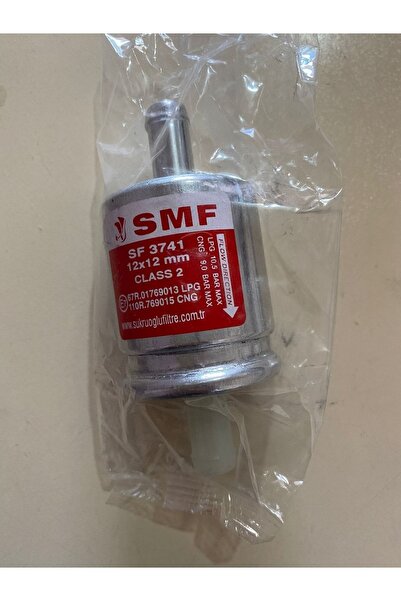 SMF
SF 3741
12x12 mm
CLASS 2
67R.01769013 LPG
110R.769015 CNG
www.sukruoglufiltre.com.tr
LPG 10,5 BAR MAX
CNG 9,0 BAR MAX
FLOW DIRECTION